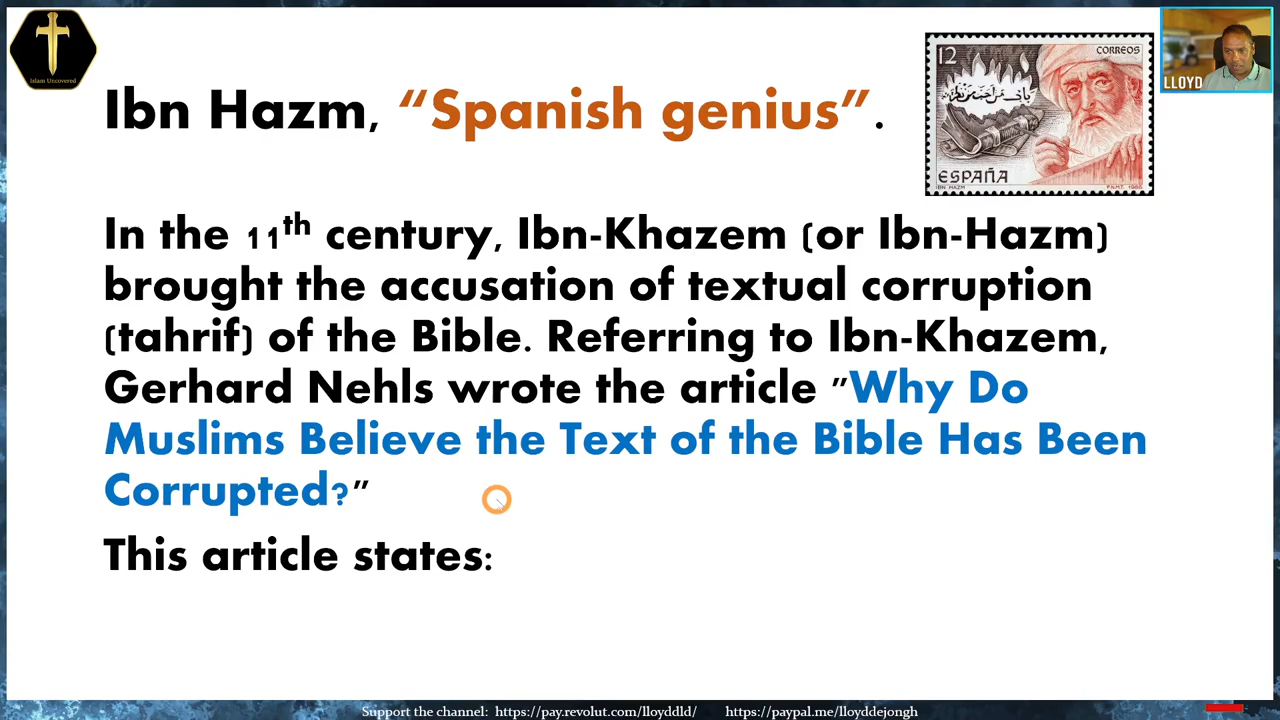 Islam Uncovered
Ibn Hazm, “Spanish genius”.
12
CORREOS
ESPAÑA
IBN HAZM
F.N.M.T. 1986
LLOYD
In the 11th century, Ibn-Khazem (or Ibn-Hazm)
brought the accusation of textual corruption
(tahrif) of the Bible. Referring to Ibn-Khazem,
Gerhard Nehls wrote the article ”Why Do
Muslims Believe the Text of the Bible Has Been
Corrupted?”
This article states:
Support the channel: https://pay.revolut.com/lloyddld/ https://paypal.me/lloyddejongh